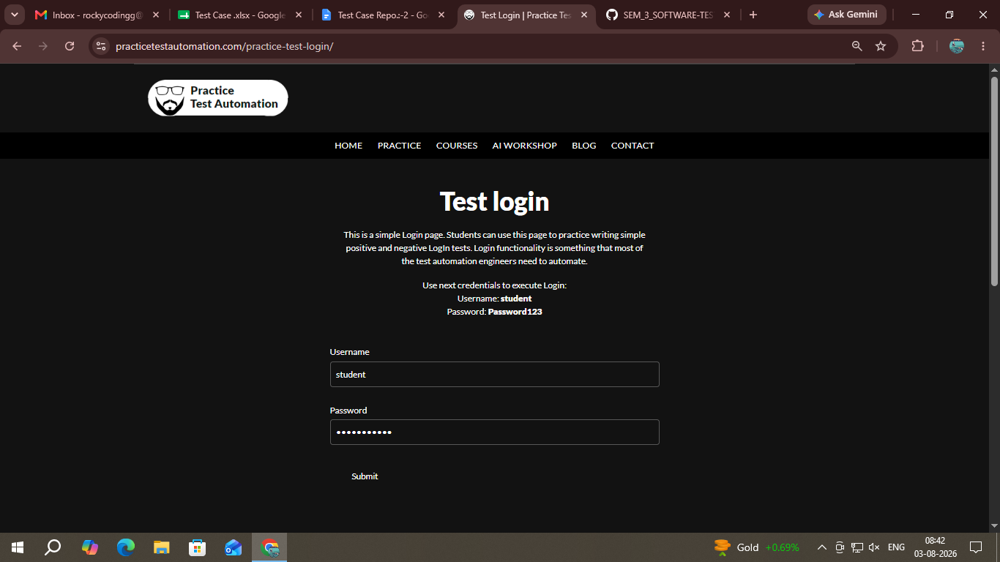 Inbox - rockycodingg@
Test Case .xlsx - Google
Test Case Repo.:-2 - Goo
Test Login | Practice Tes
SEM_3_SOFTWARE-TES
Ask Gemini
practicetestautomation.com/practice-test-login/
Practice
Test Automation
HOME PRACTICE COURSES AI WORKSHOP BLOG CONTACT
Test login
This is a simple Login page. Students can use this page to practice writing simple
positive and negative LogIn tests. Login functionality is something that most of
the test automation engineers need to automate.
Use next credentials to execute Login:
Username: student
Password: Password123
Username
student
Password
•••••••••••
Submit
Gold +0.69%
ENG
08:42
03-08-2026